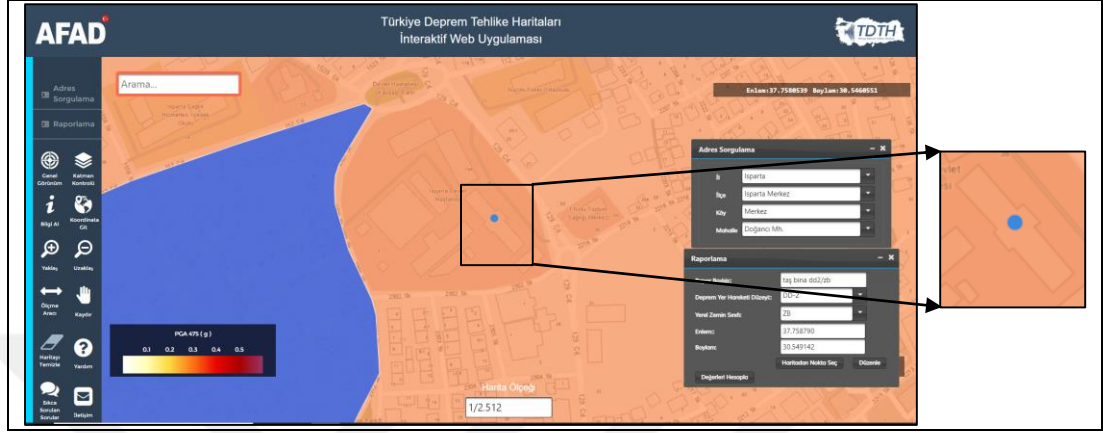 AFAD
Türkiye Deprem Tehlike Haritaları
İnteraktif Web Uygulaması
TDTH
Adres
Sorgulama
Raporlama
Arama...
Enlem:37.7580539 Boylam:30.5460551
Genel
Görünüm
Katman
Kontrolü
Bilgi Al
Koordinata
Git
Yaklaş
Uzaklaş
Ölçme
Aracı
Kaydır
Haritayı
Temizle
Yardım
Sıkca
Sorulan
Sorular
İletişim
PGA 475 ( g )
0.1 0.2 0.3 0.4 0.5
Harita Ölçeği
1/2.512
Adres Sorgulama
İl Isparta
İlçe Isparta Merkez
Köy Merkez
Mahalle Doğancı Mh.
Raporlama
taş bina dd2/zb
Deprem Yer Hareketi Düzeyi: DD-2
Yerel Zemin Sınıfı: ZB
Enlem: 37.758790
Boylam: 30.549142
Haritadan Nokta Seç Düzenle
Değerleri Hesapla